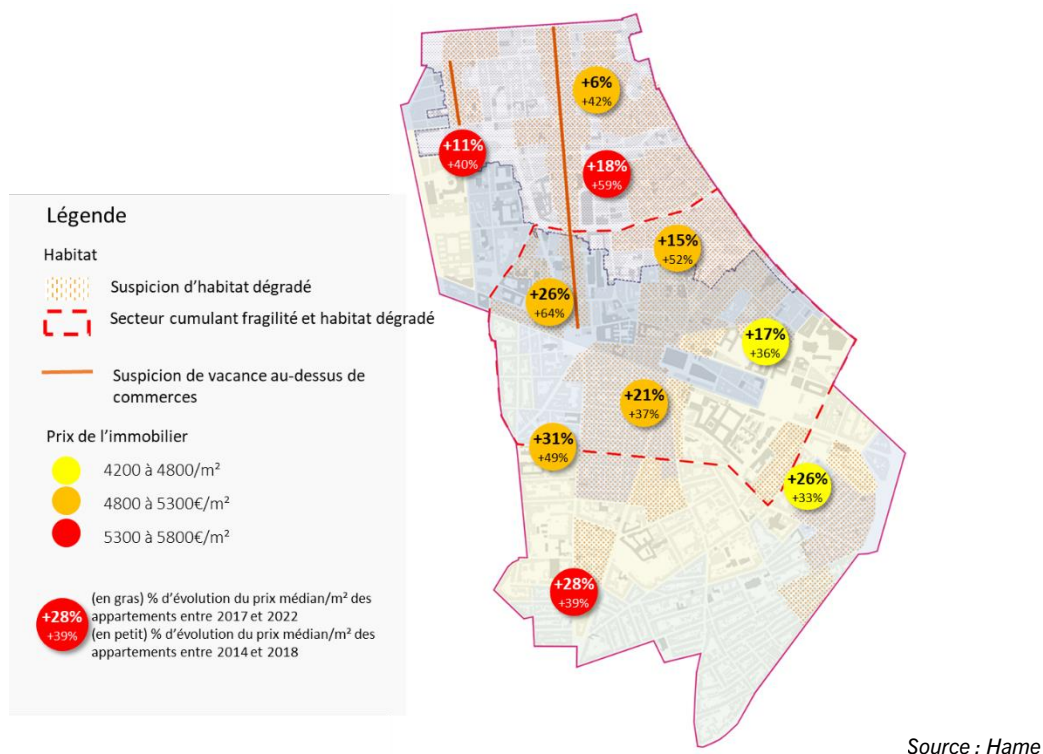 +6%
+42%
+11%
+40%
+18%
+59%
+15%
+52%
+26%
+64%
+17%
+36%
+21%
+37%
+31%
+49%
+26%
+33%
+28%
+39%
Légende
Habitat
Suspicion d'habitat dégradé
Secteur cumulant fragilité et habitat dégradé
Suspicion de vacance au-dessus de
commerces
Prix de l'immobilier
4200 à 4800/m²
4800 à 5300€/m²
5300 à 5800€/m²
+28%
+39%
(en gras) % d'évolution du prix médian/m² des
appartements entre 2017 et 2022
(en petit) % d'évolution du prix médian/m² des
appartements entre 2014 et 2018
Source : Hame